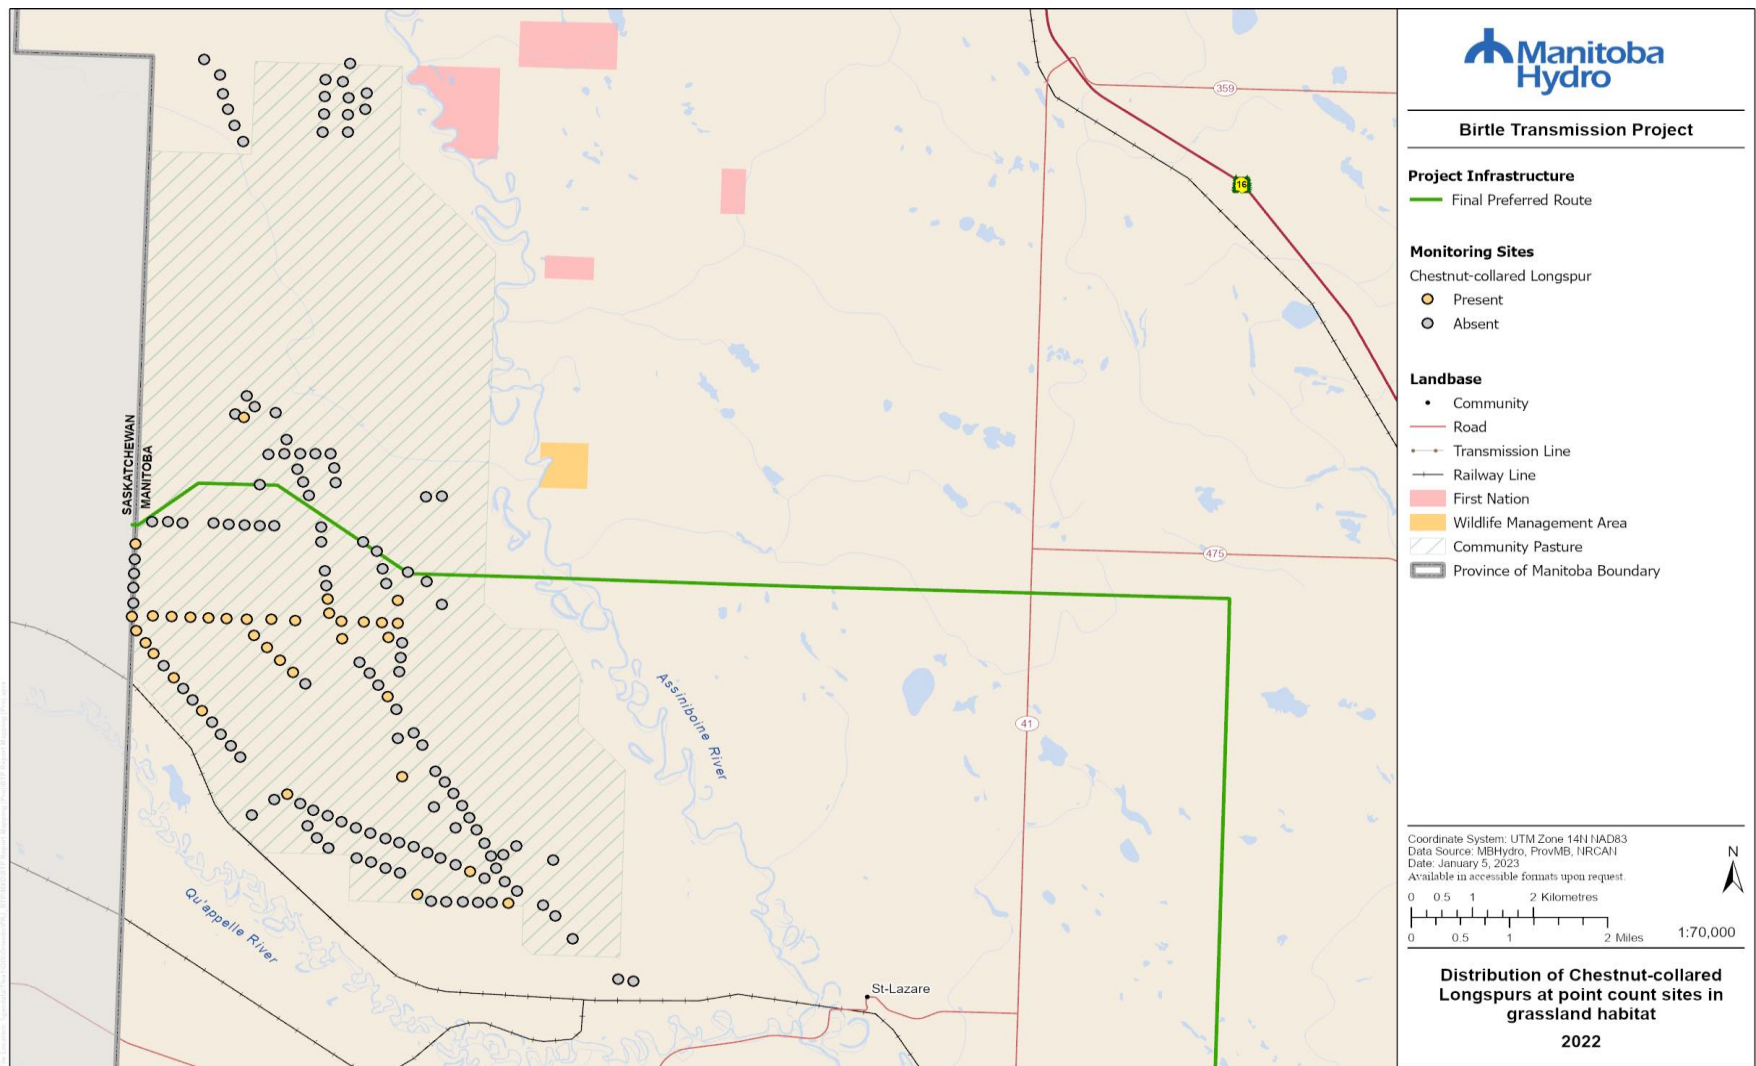 SASKATCHEWAN
MANITOBA
359
16
475
41
Assiniboine River
Qu'appelle River
St-Lazare
Manitoba
Hydro
Birtle Transmission Project
Project Infrastructure
Final Preferred Route
Monitoring Sites
Chestnut-collared Longspur
Present
Absent
Landbase
Community
Road
Transmission Line
Railway Line
First Nation
Wildlife Management Area
Community Pasture
Province of Manitoba Boundary
Coordinate System: UTM Zone 14N NAD83
Data Source: MBHydro, ProvMB, NRCAN
Date: January 5, 2023
Available in accessible formats upon request.
N
0 0.5 1 2 Kilometres
0 0.5 1 2 Miles
1:70,000
Distribution of Chestnut-collared
Longspurs at point count sites in
grassland habitat
2022